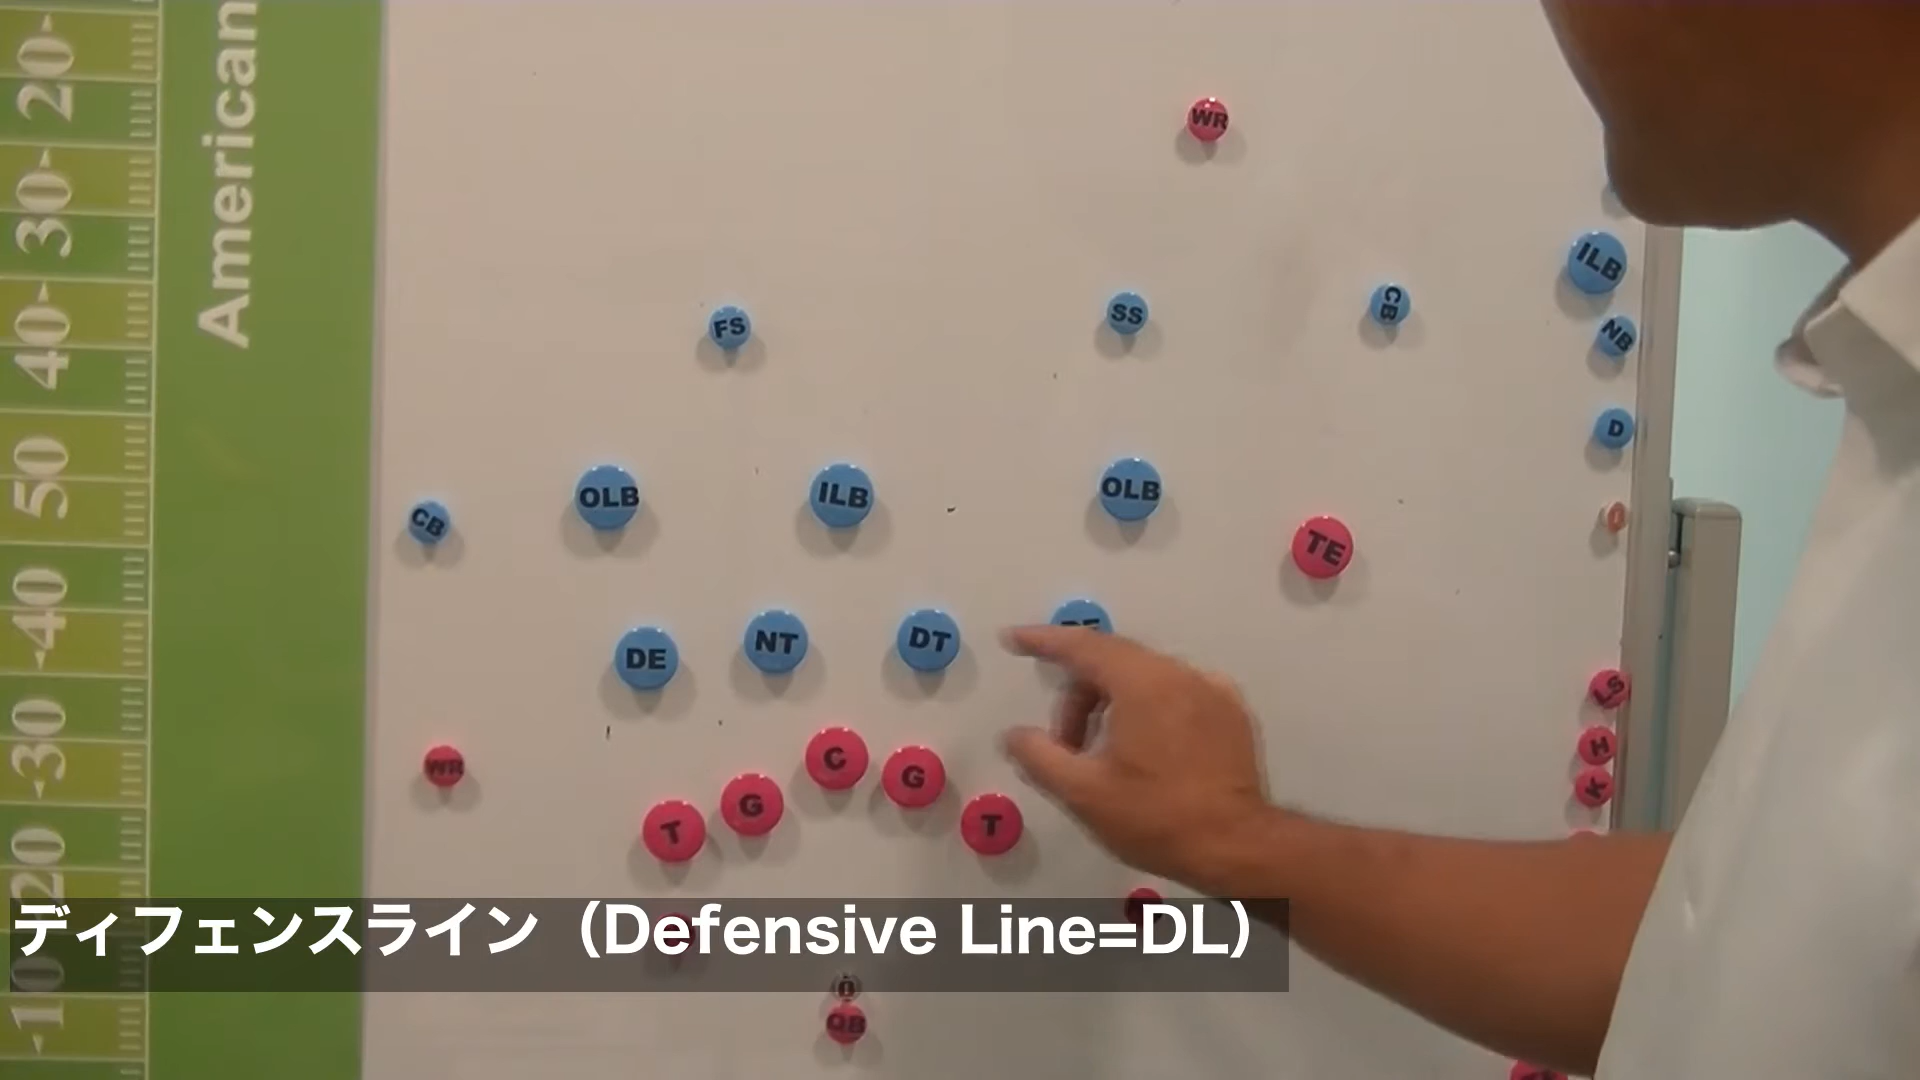 20
30
40
50
40
30
20
10
American
WR
ILB
FS
SS
CB
NB
D
CB
OLB
ILB
OLB
TE
DE
NT
DT
LS
WR
C
G
H
K
T
G
T
ディフェンスライン（Defensive Line=DL）
QB